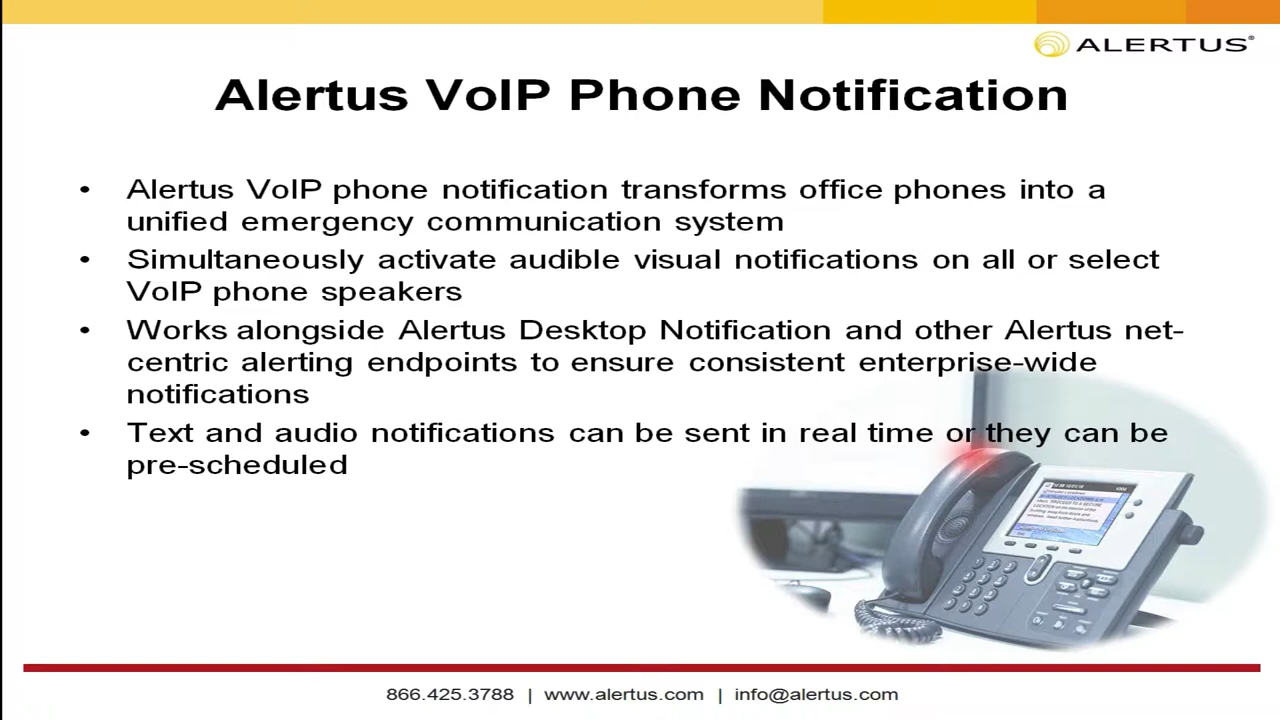 ALERTUS®
Alertus VoIP Phone Notification
• Alertus VoIP phone notification transforms office phones into a
unified emergency communication system
• Simultaneously activate audible visual notifications on all or select
VoIP phone speakers
• Works alongside Alertus Desktop Notification and other Alertus net-
centric alerting endpoints to ensure consistent enterprise-wide
notifications
• Text and audio notifications can be sent in real time or they can be
pre-scheduled
866.425.3788 | www.alertus.com | info@alertus.com